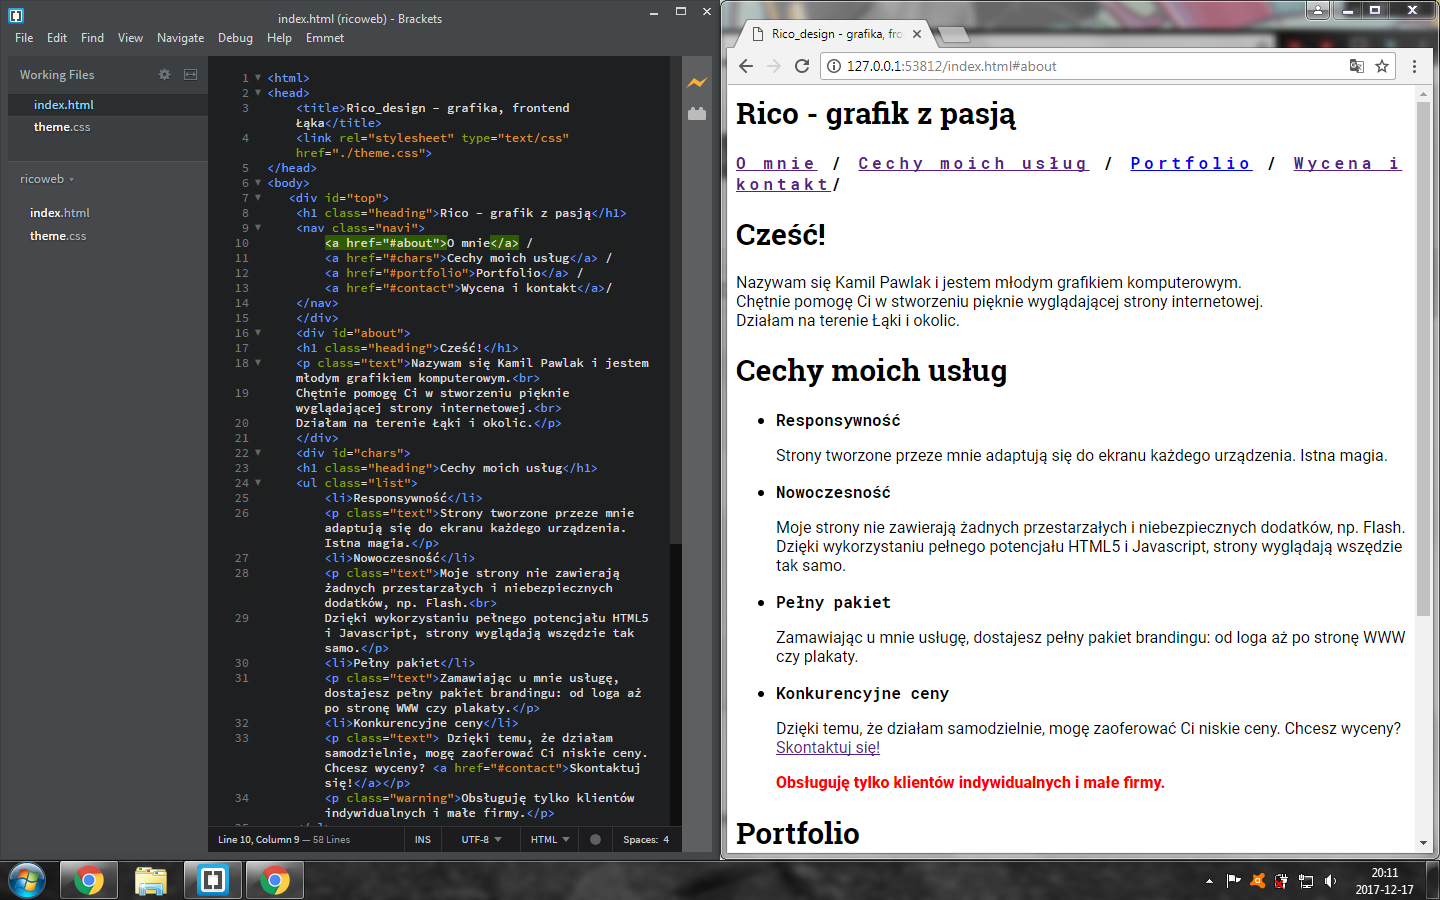 index.html (ricoweb) - Brackets
File Edit Find View Navigate Debug Help Emmet
Working Files
index.html
theme.css
ricoweb
index.html
theme.css
1 <html>
2 <head>
3 <title>Rico_design - grafika, frontend
Łąka</title>
4 <link rel="stylesheet" type="text/css"
href="./theme.css">
5 </head>
6 <body>
7 <div id="top">
8 <h1 class="heading">Rico - grafik z pasją</h1>
9 <nav class="navi">
10 <a href="#about">O mnie</a> /
11 <a href="#chars">Cechy moich usług</a> /
12 <a href="#portfolio">Portfolio</a> /
13 <a href="#contact">Wycena i kontakt</a>/
14 </nav>
15 </div>
16 <div id="about">
17 <h1 class="heading">Cześć!</h1>
18 <p class="text">Nazywam się Kamil Pawlak i jestem
młodym grafikiem komputerowym.<br>
19 Chętnie pomogę Ci w stworzeniu pięknie
wyglądającej strony internetowej.<br>
20 Działam na terenie Łąki i okolic.</p>
21 </div>
22 <div id="chars">
23 <h1 class="heading">Cechy moich usług</h1>
24 <ul class="list">
25 <li>Responsywność</li>
26 <p class="text">Strony tworzone przeze mnie
adaptują się do ekranu każdego urządzenia.
Istna magia.</p>
27 <li>Nowoczesność</li>
28 <p class="text">Moje strony nie zawierają
żadnych przestarzałych i niebezpiecznych
dodatków, np. Flash.<br>
29 Dzięki wykorzystaniu pełnego potencjału HTML5
i Javascript, strony wyglądają wszędzie tak
samo.</p>
30 <li>Pełny pakiet</li>
31 <p class="text">Zamawiając u mnie usługę,
dostajesz pełny pakiet brandingu: od loga aż
po stronę WWW czy plakaty.</p>
32 <li>Konkurencyjne ceny</li>
33 <p class="text"> Dzięki temu, że działam
samodzielnie, mogę zaoferować Ci niskie ceny.
Chcesz wyceny? <a href="#contact">Skontaktuj
się!</a></p>
34 <p class="warning">Obsługuję tylko klientów
indywidualnych i małe firmy.</p>
Line 10, Column 9 — 58 Lines INS UTF-8 HTML Spaces: 4
Rico_design - grafika, fro
127.0.0.1:53812/index.html#about
Rico - grafik z pasją
O mnie / Cechy moich usług / Portfolio / Wycena i
kontakt/
Cześć!
Nazywam się Kamil Pawlak i jestem młodym grafikiem komputerowym.
Chętnie pomogę Ci w stworzeniu pięknie wyglądającej strony internetowej.
Działam na terenie Łąki i okolic.
Cechy moich usług
Responsywność
Strony tworzone przeze mnie adaptują się do ekranu każdego urządzenia. Istna magia.
Nowoczesność
Moje strony nie zawierają żadnych przestarzałych i niebezpiecznych dodatków, np. Flash.
Dzięki wykorzystaniu pełnego potencjału HTML5 i Javascript, strony wyglądają wszędzie
tak samo.
Pełny pakiet
Zamawiając u mnie usługę, dostajesz pełny pakiet brandingu: od loga aż po stronę WWW
czy plakaty.
Konkurencyjne ceny
Dzięki temu, że działam samodzielnie, mogę zaoferować Ci niskie ceny. Chcesz wyceny?
Skontaktuj się!
Obsługuję tylko klientów indywidualnych i małe firmy.
Portfolio
20:11
2017-12-17